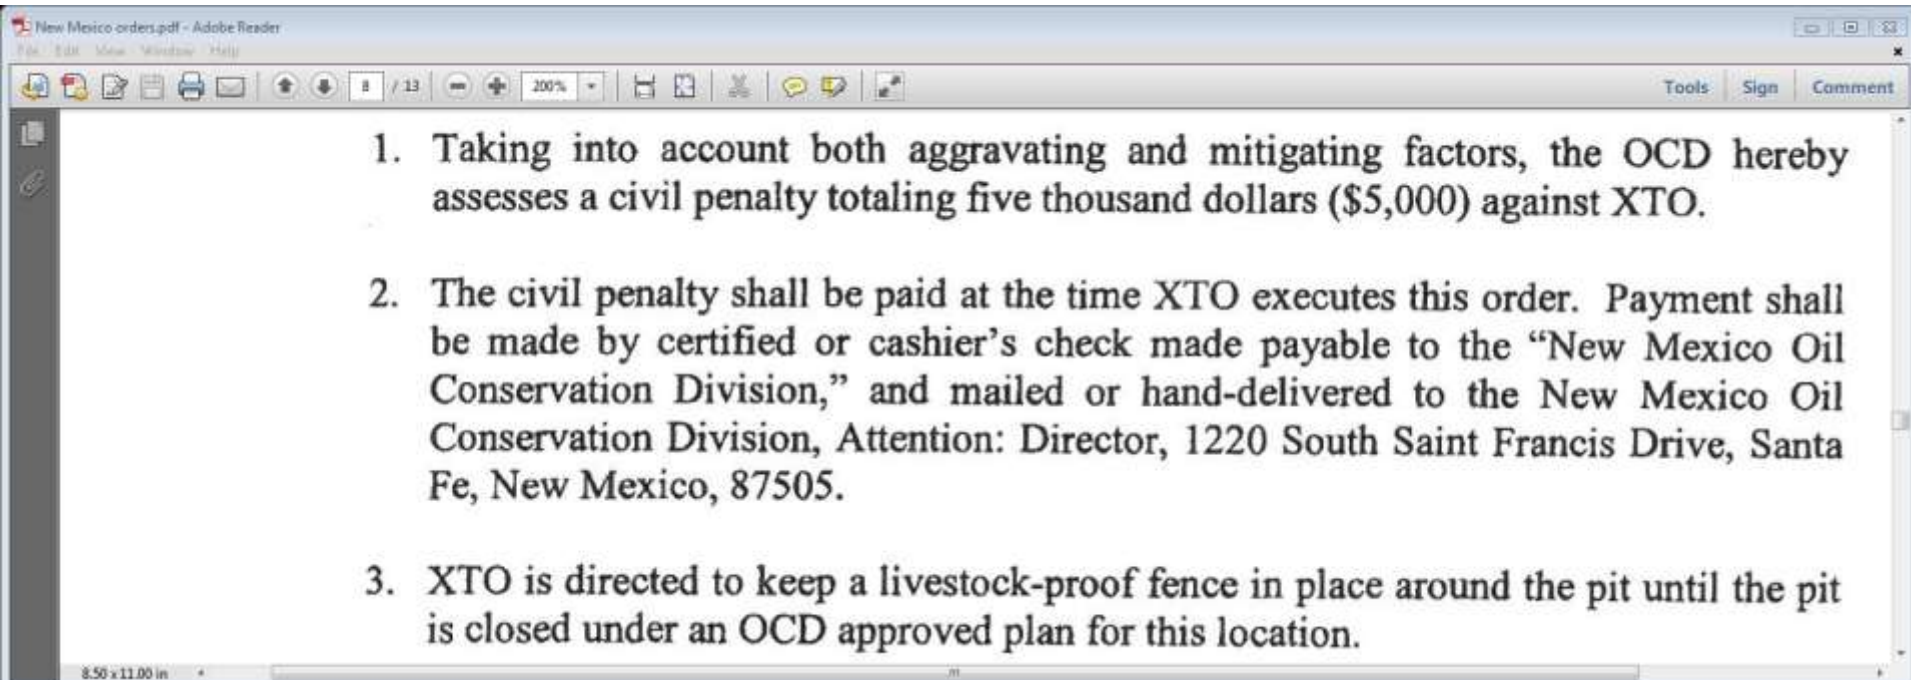 New Mexico orders.pdf - Adobe Reader
File Edit View Window Help
8 / 13 200% Tools Sign Comment
1. Taking into account both aggravating and mitigating factors, the OCD hereby
assesses a civil penalty totaling five thousand dollars ($5,000) against XTO.
2. The civil penalty shall be paid at the time XTO executes this order. Payment shall
be made by certified or cashier's check made payable to the “New Mexico Oil
Conservation Division,” and mailed or hand-delivered to the New Mexico Oil
Conservation Division, Attention: Director, 1220 South Saint Francis Drive, Santa
Fe, New Mexico, 87505.
3. XTO is directed to keep a livestock-proof fence in place around the pit until the pit
is closed under an OCD approved plan for this location.
8.50 x 11.00 in